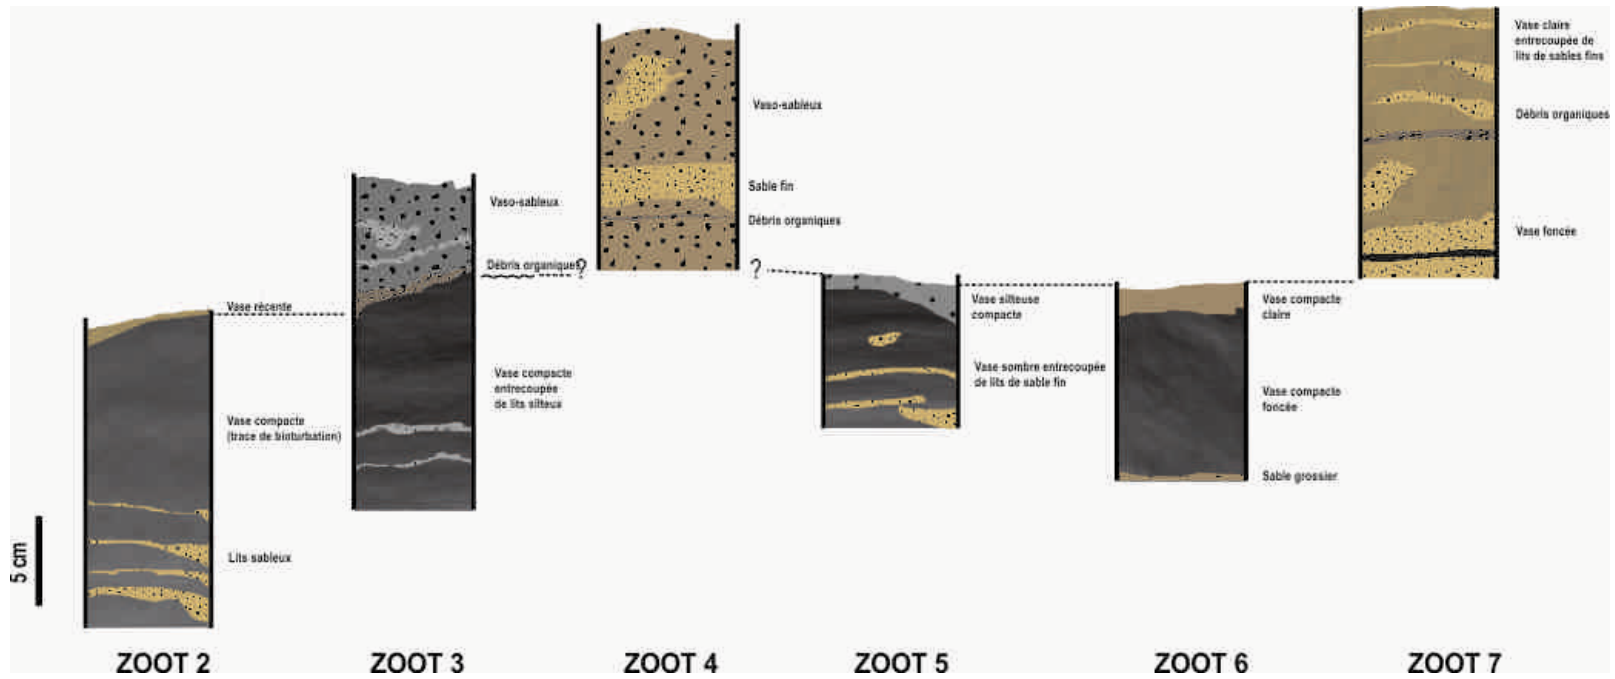 Vase récente
Vase compacte
(trace de bioturbation)
Lits sableux
Vaso-sableux
Débris organiques
?
Vase compacte
entrecoupée
de lits silteux
Vaso-sableux
Sable fin
Débris organiques
?
Vase silteuse
compacte
Vase sombre entrecoupée
de lits de sable fin
Vase compacte
claire
Vase compacte
foncée
Sable grossier
Vase claire
entrecoupée de
lits de sables fins
Débris organiques
Vase foncée
5 cm
ZOOT 2
ZOOT 3
ZOOT 4
ZOOT 5
ZOOT 6
ZOOT 7